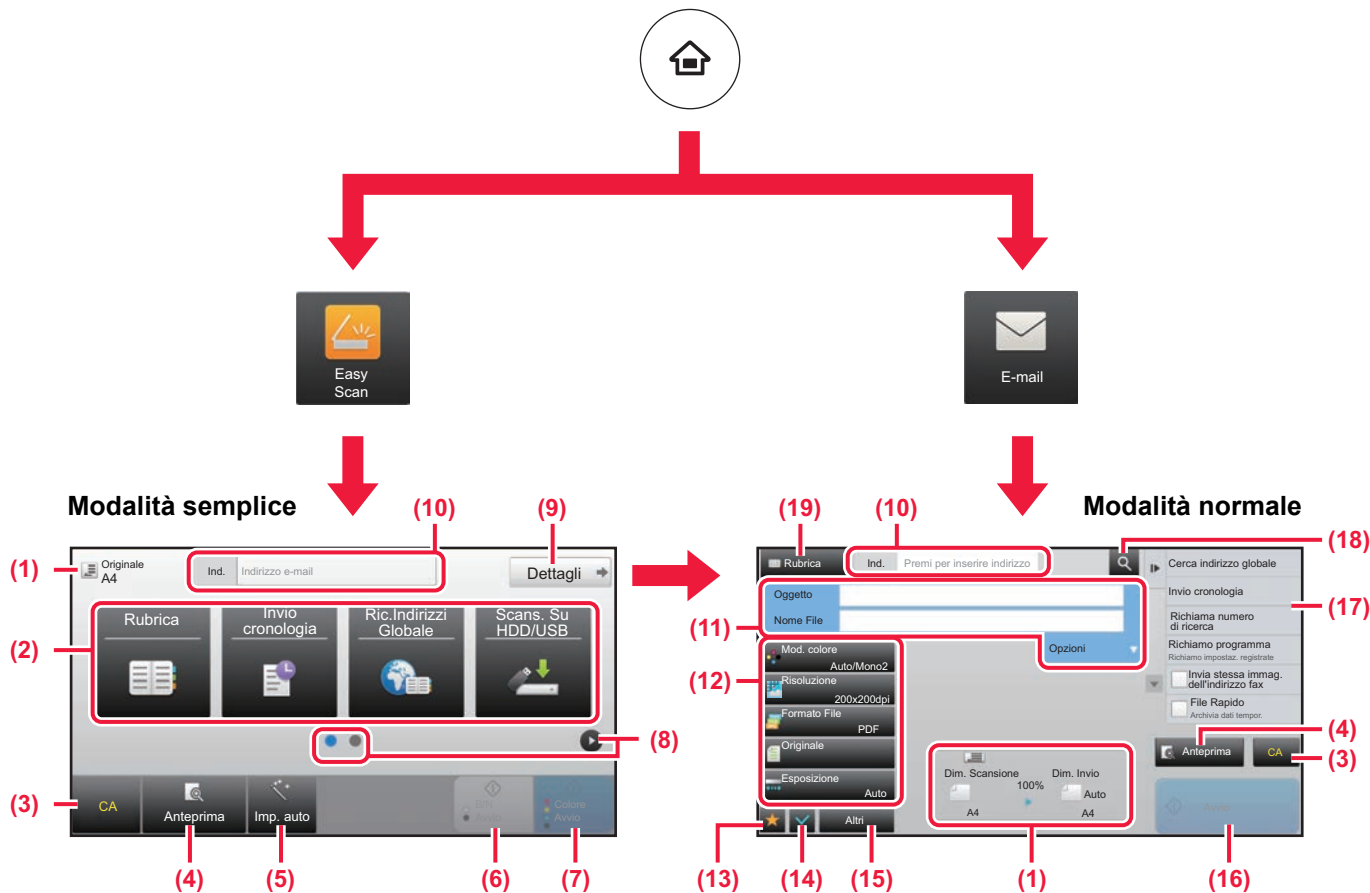 Easy
Scan
E-mail
Modalità semplice
(10)
(9)
(1)
Originale
A4
Ind.
Indirizzo e-mail
Dettagli
(2)
Rubrica
Invio
cronologia
Ric.Indirizzi
Globale
Scans. Su
HDD/USB
(8)
(3)
CA
Anteprima
Imp. auto
B/N
Avvio
Colore
Avvio
(4)
(5)
(6)
(7)
Modalità normale
(19)
(10)
(18)
Rubrica
Ind.
Premi per inserire indirizzo
Cerca indirizzo globale
Invio cronologia
(17)
Richiama numero
di ricerca
Richiamo programma
Richiamo impostaz. registrate
Invia stessa immag.
dell'indirizzo fax
File Rapido
Archivia dati tempor.
(11)
Oggetto
Nome File
Opzioni
(12)
Mod. colore
Auto/Mono2
Risoluzione
200x200dpi
Formato File
PDF
Originale
Esposizione
Auto
Altri
Dim. Scansione
100%
Dim. Invio
Auto
A4
A4
(4)
Anteprima
CA
(3)
Avvio
(13)
(14)
(15)
(1)
(16)